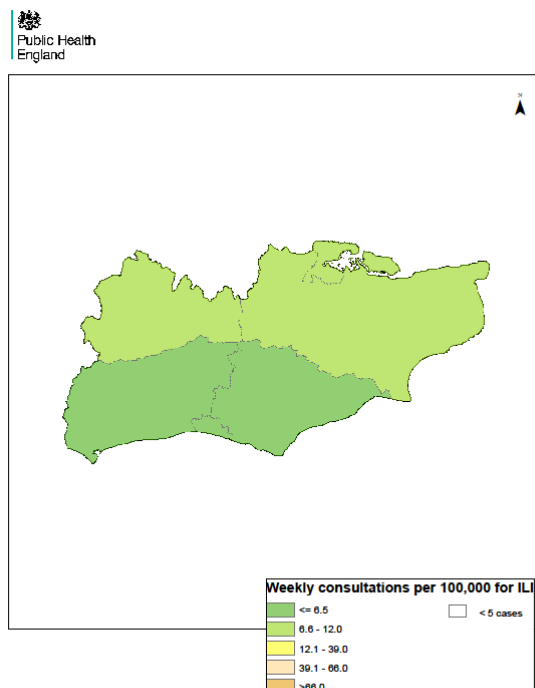 Public Health
England
N
Weekly consultations per 100,000 for ILI
<= 6.5
< 5 cases
6.6 - 12.0
12.1 - 39.0
39.1 - 66.0
>66.0